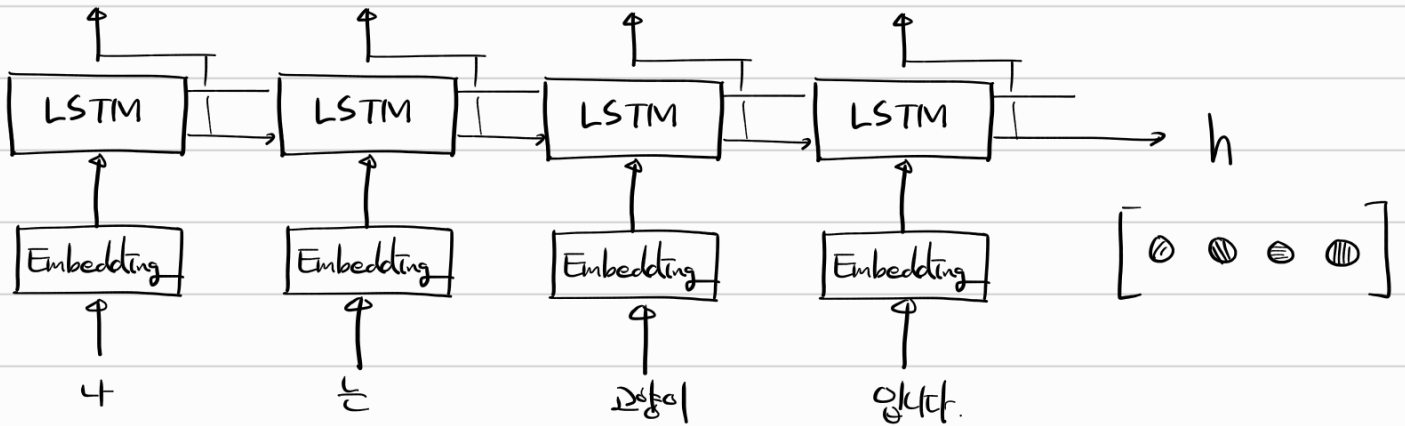 LSTM LSTM LSTM LSTM
h
Embedding Embedding Embedding Embedding
나 는 고양이 입니다.